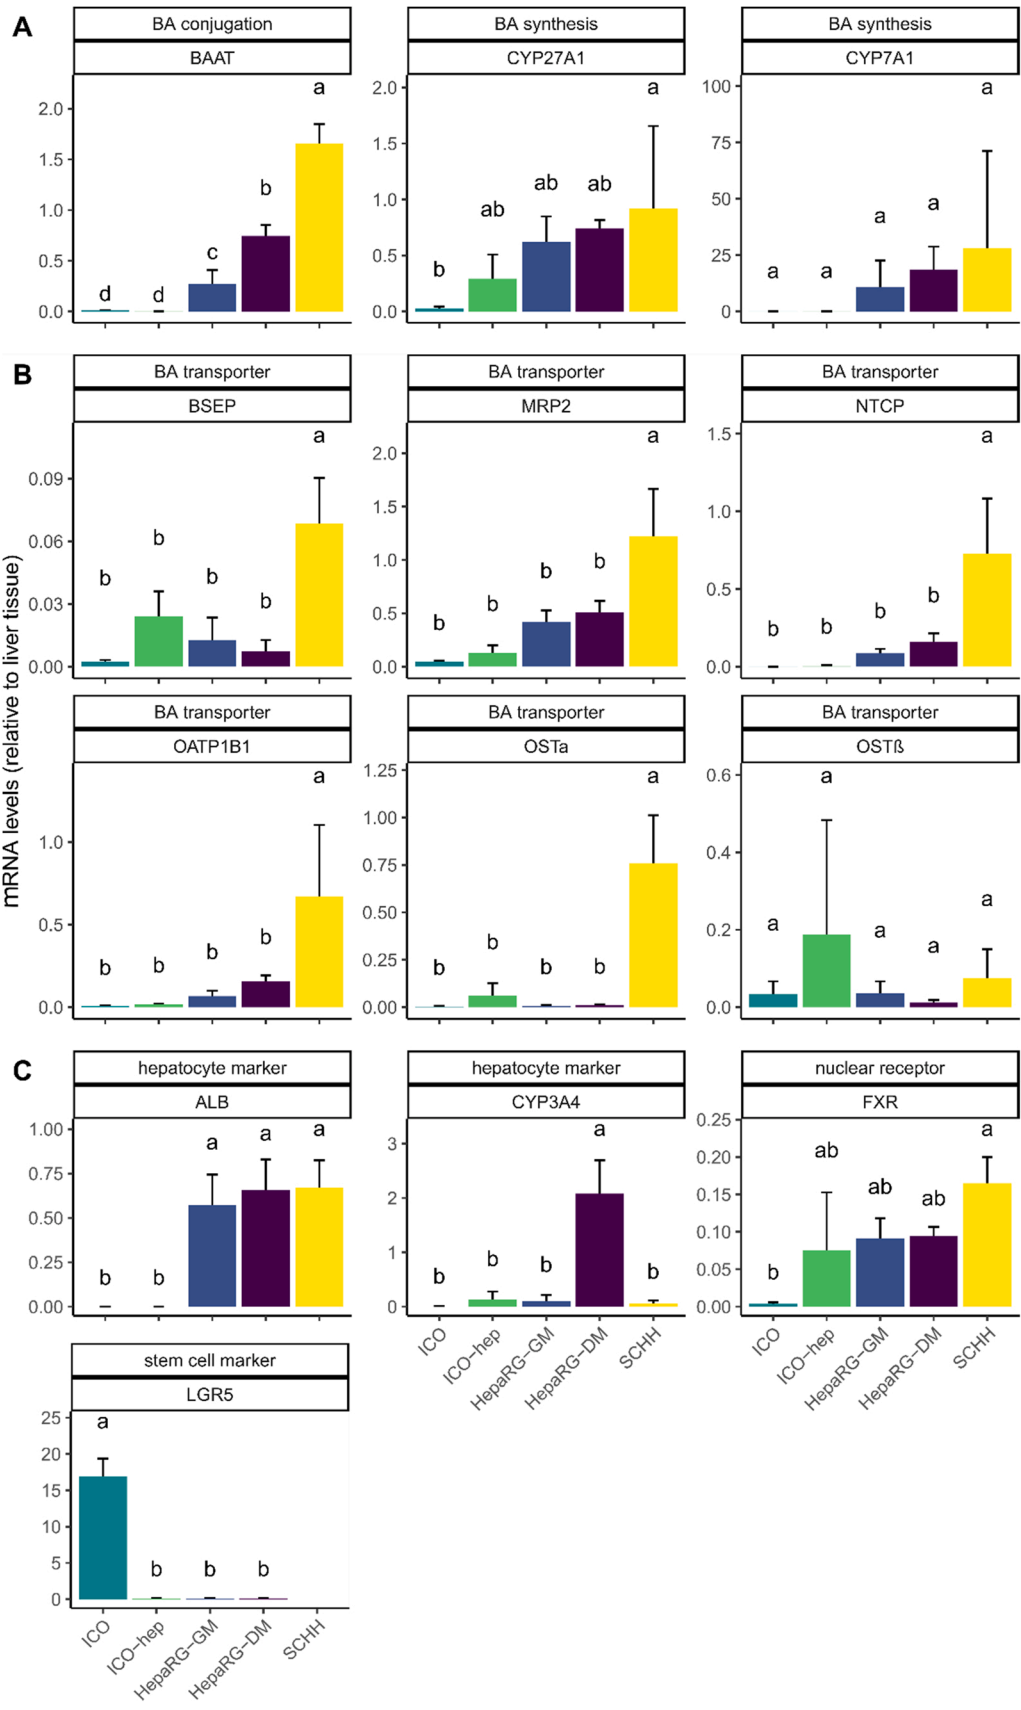 A
BA conjugation
BA synthesis
BA synthesis
BAAT
CYP27A1
CYP7A1
2.0
1.5
1.0
0.5
0.0
d
d
c
b
a
2.0
1.5
1.0
0.5
0.0
b
ab
ab
ab
a
100
75
50
25
0
a
a
a
a
a
B
mRNA levels (relative to liver tissue)
BA transporter
BA transporter
BA transporter
BSEP
MRP2
NTCP
0.09
0.06
0.03
0.00
b
b
b
b
a
2.0
1.5
1.0
0.5
0.0
b
b
b
b
a
1.5
1.0
0.5
0.0
b
b
b
b
a
BA transporter
BA transporter
BA transporter
OATP1B1
OSTa
OSTß
1.0
0.5
0.0
b
b
b
b
a
1.25
1.00
0.75
0.50
0.25
0.00
b
b
b
b
a
0.6
0.4
0.2
0.0
a
a
a
a
a
C
hepatocyte marker
hepatocyte marker
nuclear receptor
ALB
CYP3A4
FXR
1.00
0.75
0.50
0.25
0.00
b
b
a
a
a
3
2
1
0
b
b
b
a
b
0.25
0.20
0.15
0.10
0.05
0.00
b
ab
ab
ab
a
ICO
ICO-hep
HepaRG-GM
HepaRG-DM
SCHH
ICO
ICO-hep
HepaRG-GM
HepaRG-DM
SCHH
stem cell marker
LGR5
25
20
15
10
5
0
a
b
b
b
ICO
ICO-hep
HepaRG-GM
HepaRG-DM
SCHH